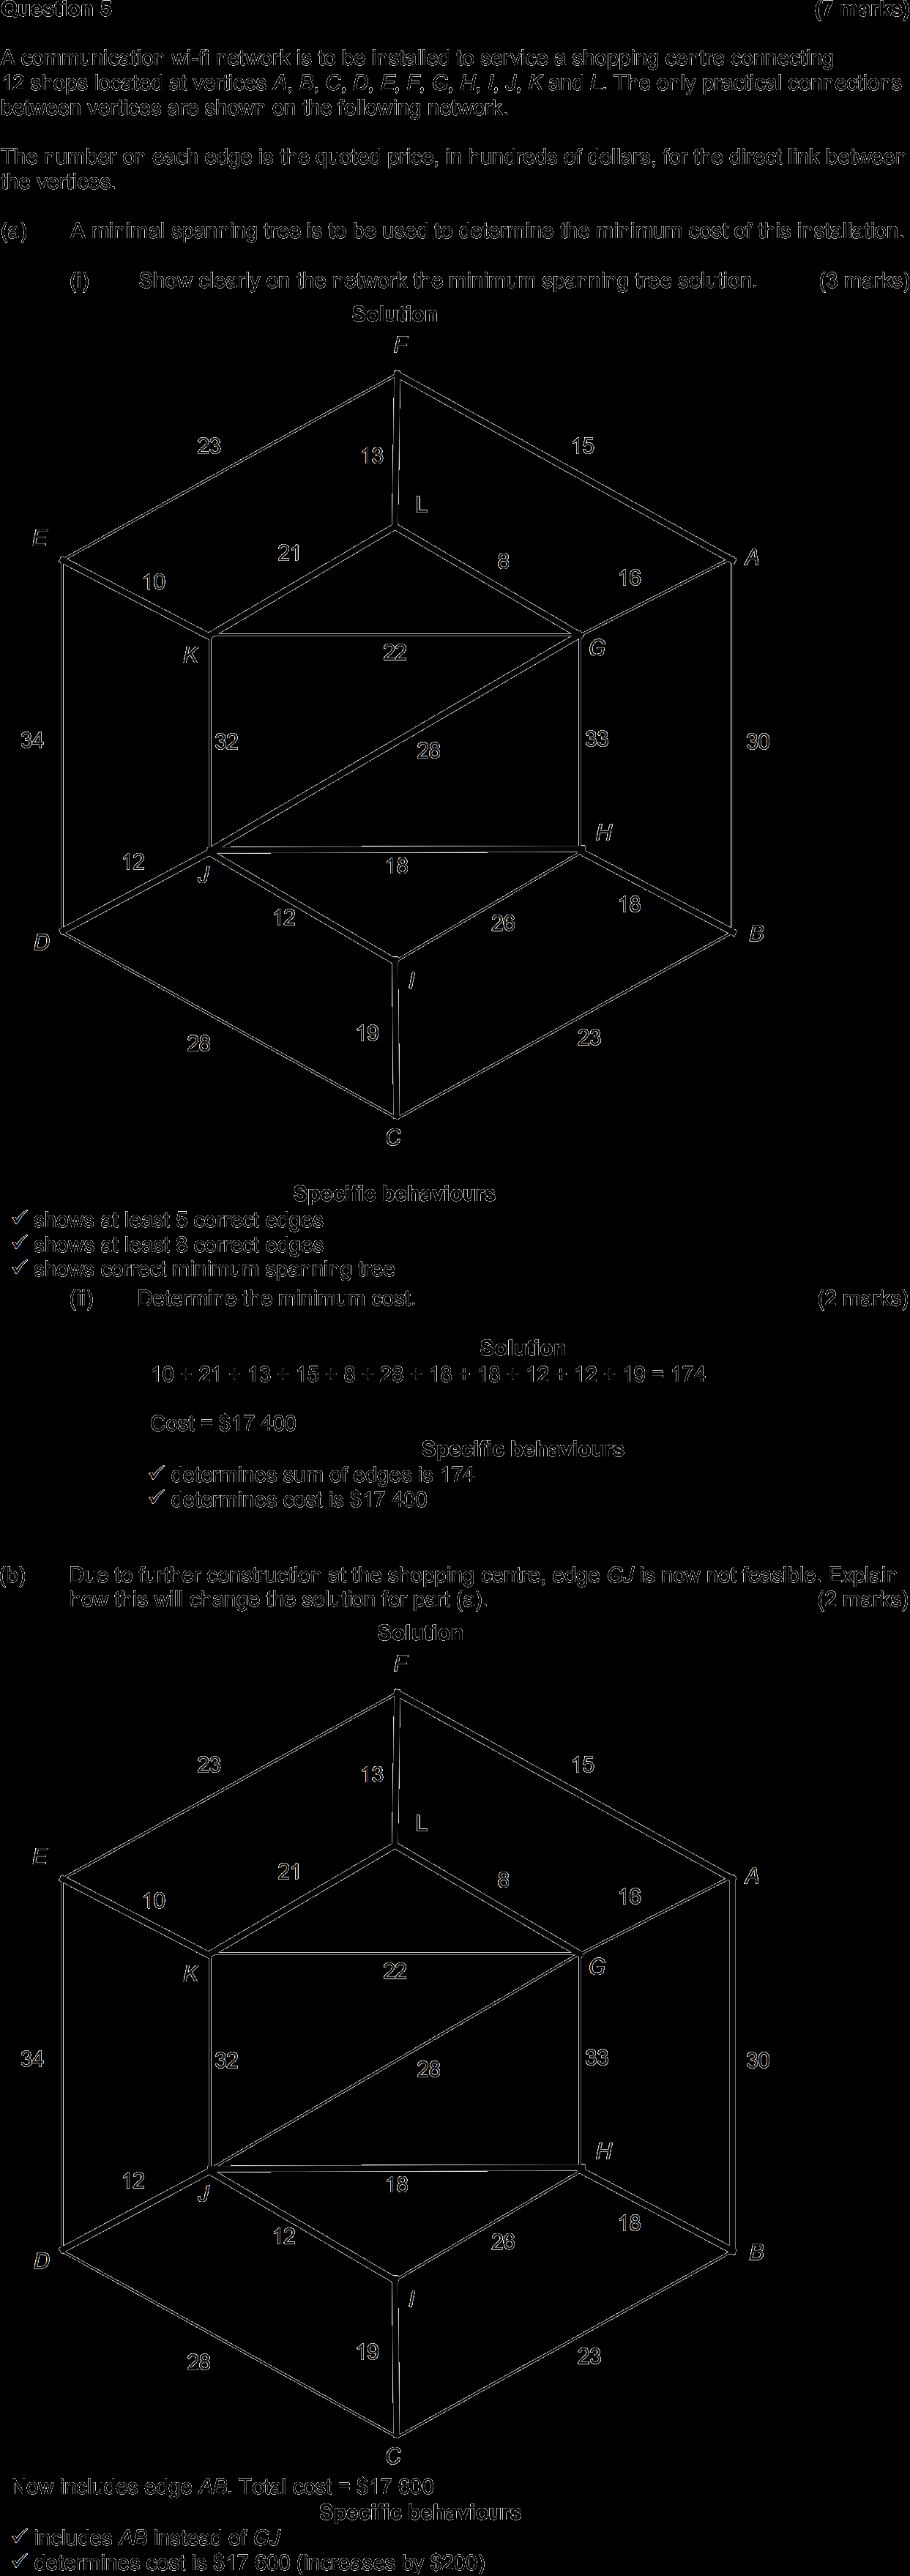 Question 5 (7 marks)
A communication wi-fi network is to be installed to service a shopping centre connecting
12 shops located at vertices A, B, C, D, E, F, G, H, I, J, K and L. The only practical connections
between vertices are shown on the following network.
The number on each edge is the quoted price, in hundreds of dollars, for the direct link between
the vertices.
(a) A minimal spanning tree is to be used to determine the minimum cost of this installation.
(i) Show clearly on the network the minimum spanning tree solution. (3 marks)
Solution
F
23
13
15
L
E
21
8
A
10
16
K
22
G
34
32
28
33
30
H
12
J
18
12
26
18
D
I
B
28
19
23
C
Specific behaviours
✓ shows at least 5 correct edges
✓ shows at least 8 correct edges
✓ shows correct minimum spanning tree
(ii) Determine the minimum cost. (2 marks)
Solution
10 + 21 + 13 + 15 + 8 + 28 + 18 + 18 + 12 + 12 + 19 = 174
Cost = $17 400
Specific behaviours
✓ determines sum of edges is 174
✓ determines cost is $17 400
(b) Due to further construction at the shopping centre, edge GJ is now not feasible. Explain
how this will change the solution for part (a). (2 marks)
Solution
F
23
13
15
L
E
21
8
A
10
16
K
22
G
34
32
28
33
30
H
12
J
18
12
26
18
D
I
B
28
19
23
C
Now includes edge AB. Total cost = $17 600
Specific behaviours
✓ includes AB instead of GJ
✓ determines cost is $17 600 (increases by $200)